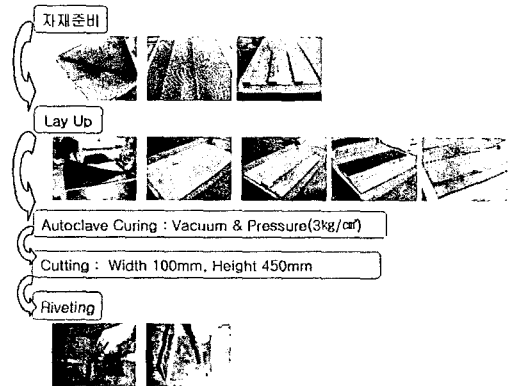 자재준비
Lay Up
Autoclave Curing : Vacuum & Pressure(3kg/㎠)
Cutting : Width 100mm, Height 450mm
Riveting